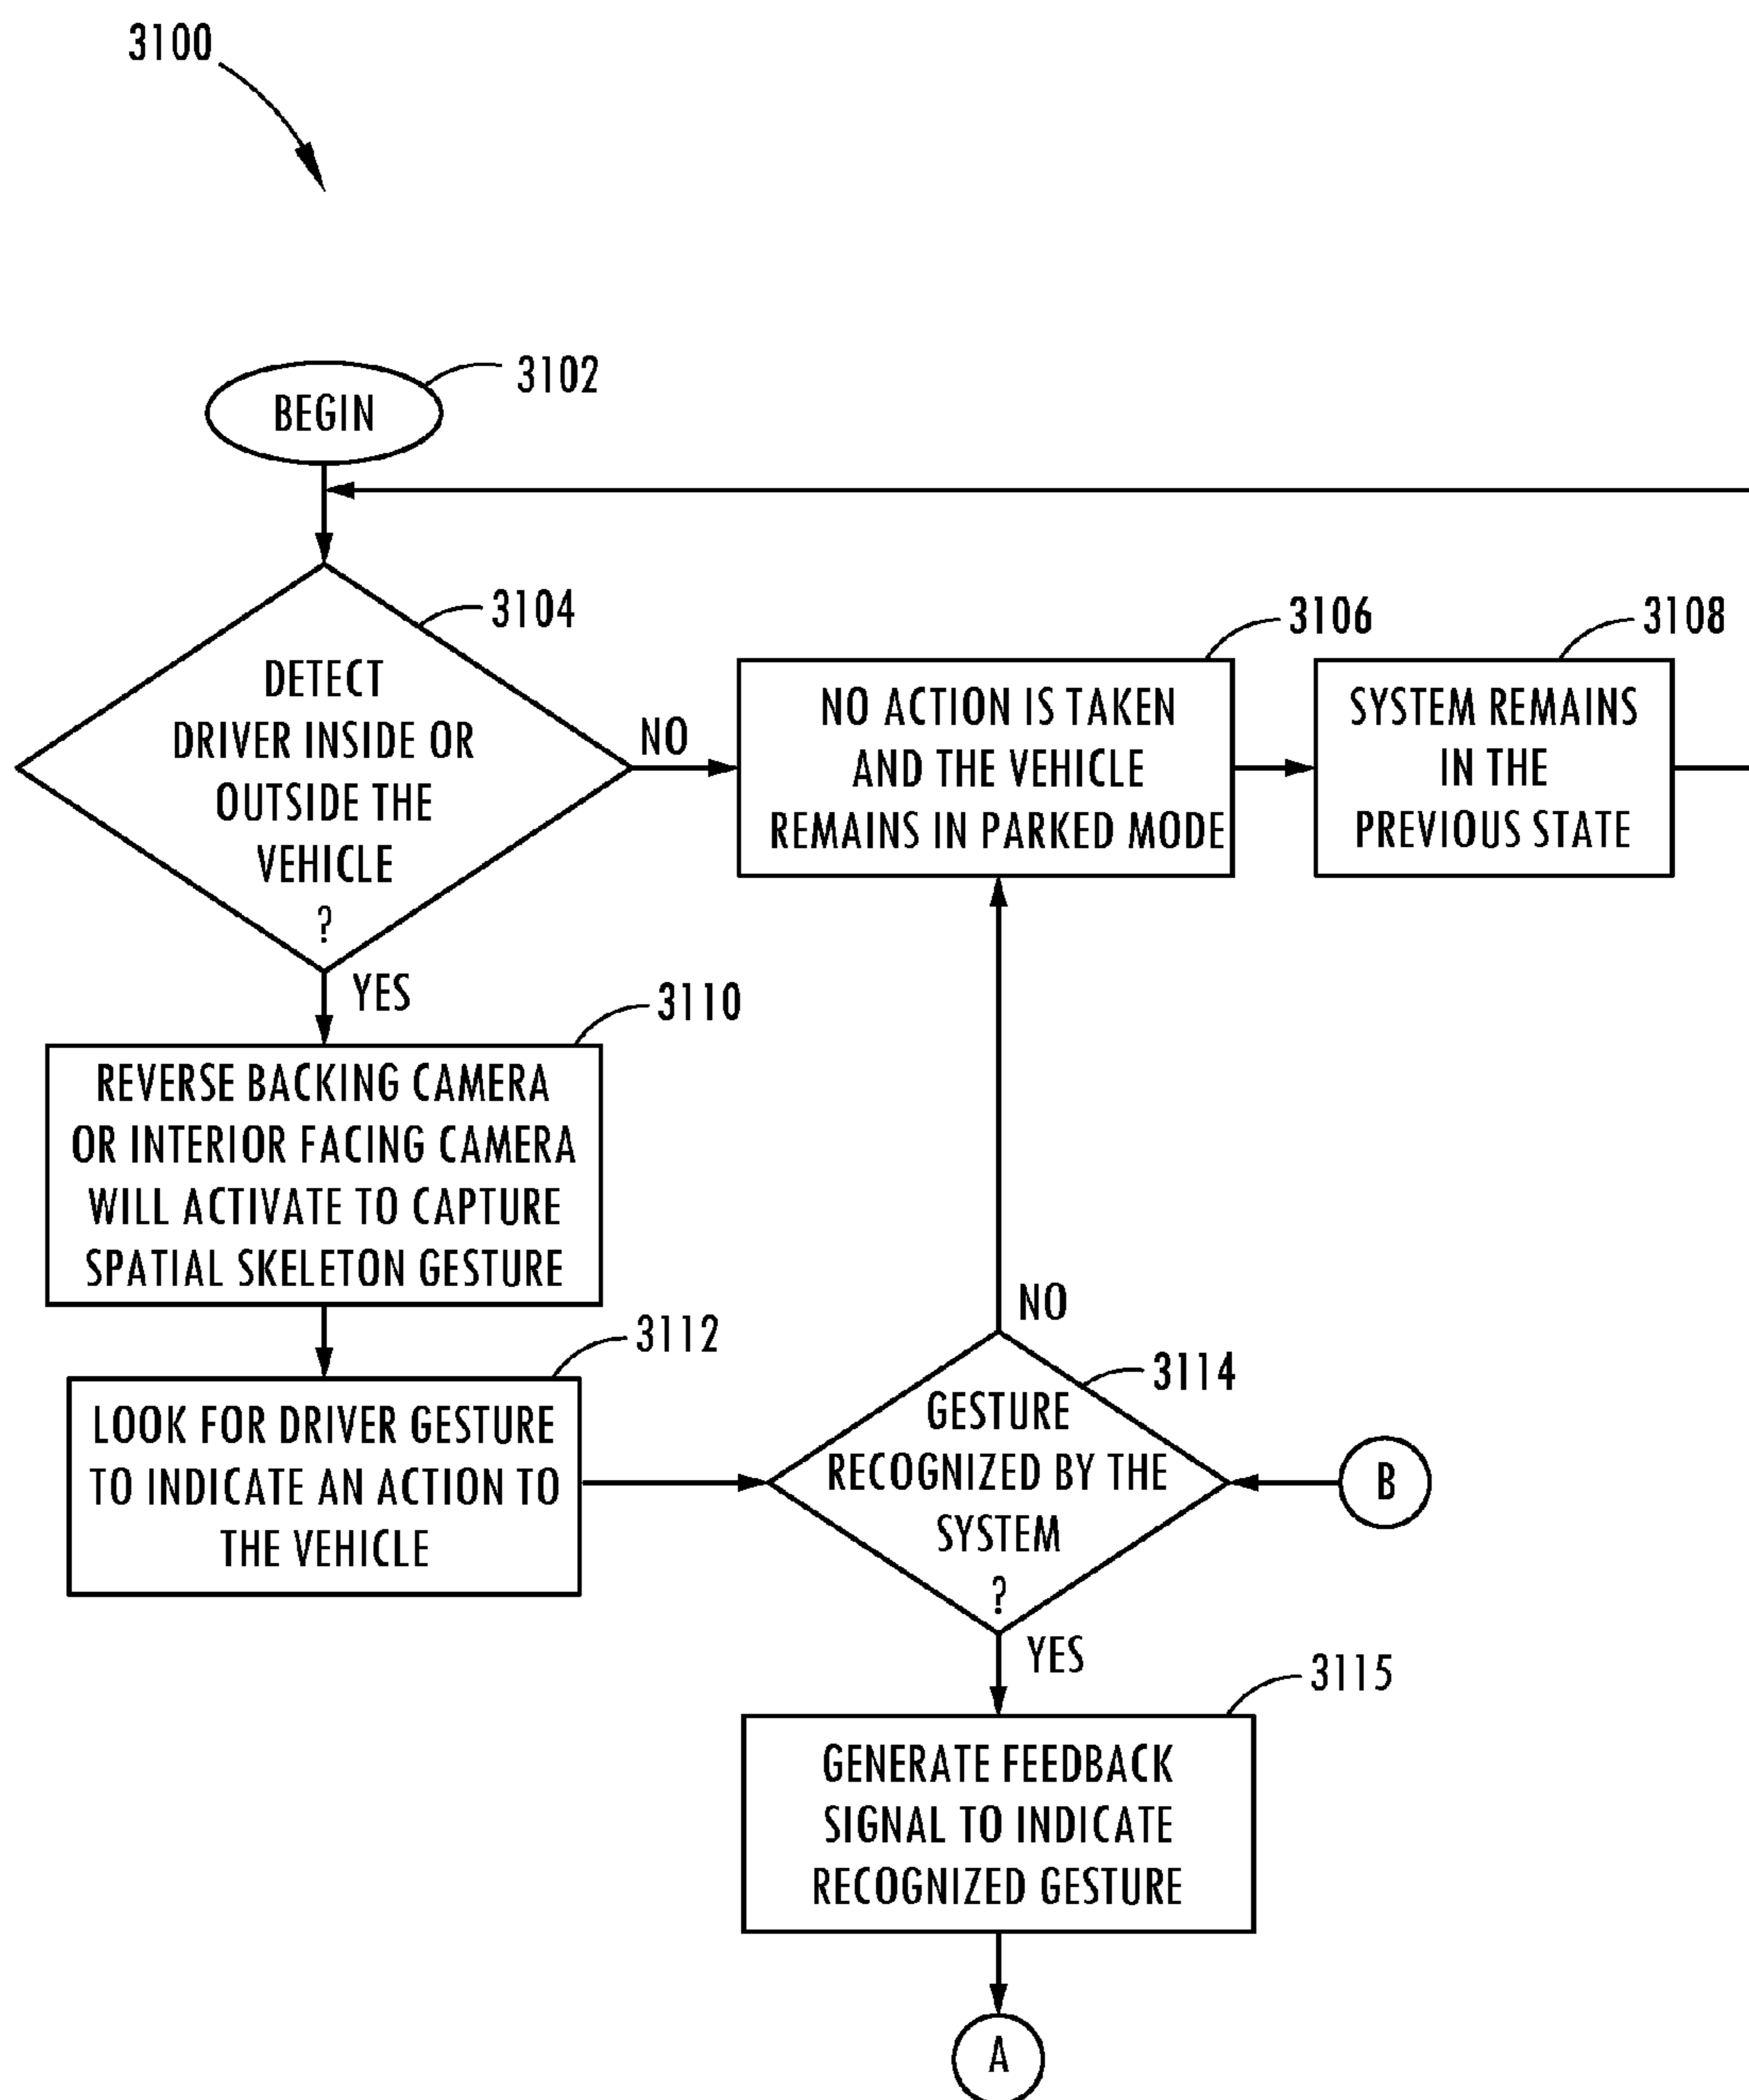 3100
3102
BEGIN
3104
DETECT
DRIVER INSIDE OR
OUTSIDE THE
VEHICLE
?
NO
YES
3106
NO ACTION IS TAKEN
AND THE VEHICLE
REMAINS IN PARKED MODE
3108
SYSTEM REMAINS
IN THE
PREVIOUS STATE
3110
REVERSE BACKING CAMERA
OR INTERIOR FACING CAMERA
WILL ACTIVATE TO CAPTURE
SPATIAL SKELETON GESTURE
3112
LOOK FOR DRIVER GESTURE
TO INDICATE AN ACTION TO
THE VEHICLE
NO
3114
GESTURE
RECOGNIZED BY THE
SYSTEM
?
B
YES
3115
GENERATE FEEDBACK
SIGNAL TO INDICATE
RECOGNIZED GESTURE
A